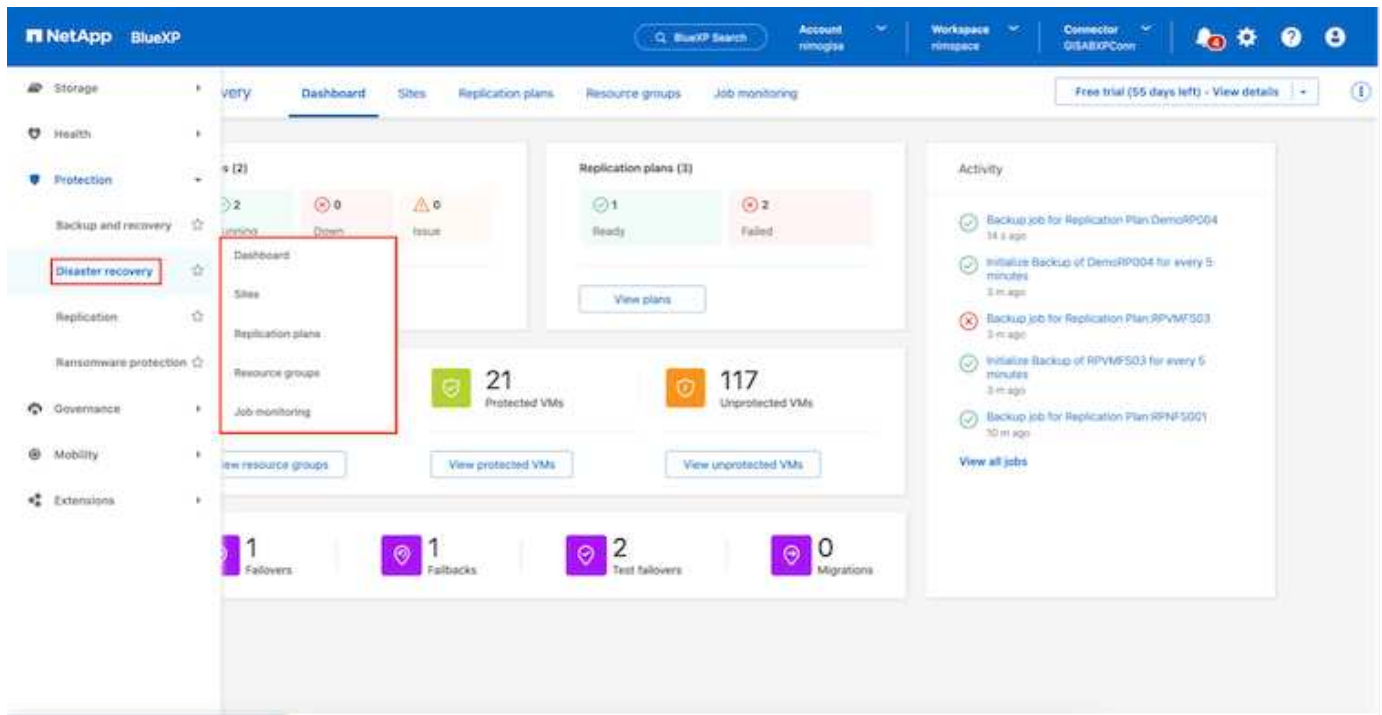 NetApp BlueXP
BlueXP Search
Account
nimogisa
Workspace
nimspace
Connector
GISABXPConn
4
Storage
Health
Protection
Backup and recovery
Disaster recovery
Replication
Ransomware protection
Governance
Mobility
Extensions
very
Dashboard
Sites
Replication plans
Resource groups
Job monitoring
Free trial (55 days left) - View details
s (2)
2
unning
0
Down
0
Issue
Dashboard
Sites
Replication plans
Resource groups
Job monitoring
Replication plans (3)
1
Ready
2
Failed
View plans
21
Protected VMs
117
Unprotected VMs
ew resource groups
View protected VMs
View unprotected VMs
1
Failovers
1
Failbacks
2
Test failovers
0
Migrations
Activity
Backup job for Replication Plan:DemoRP004
14 s ago
Initialize Backup of DemoRP004 for every 5
minutes
3 m ago
Backup job for Replication Plan:RPVMFS03
3 m ago
Initialize Backup of RPVMFS03 for every 5
minutes
3 m ago
Backup job for Replication Plan:RPNFS001
10 m ago
View all jobs